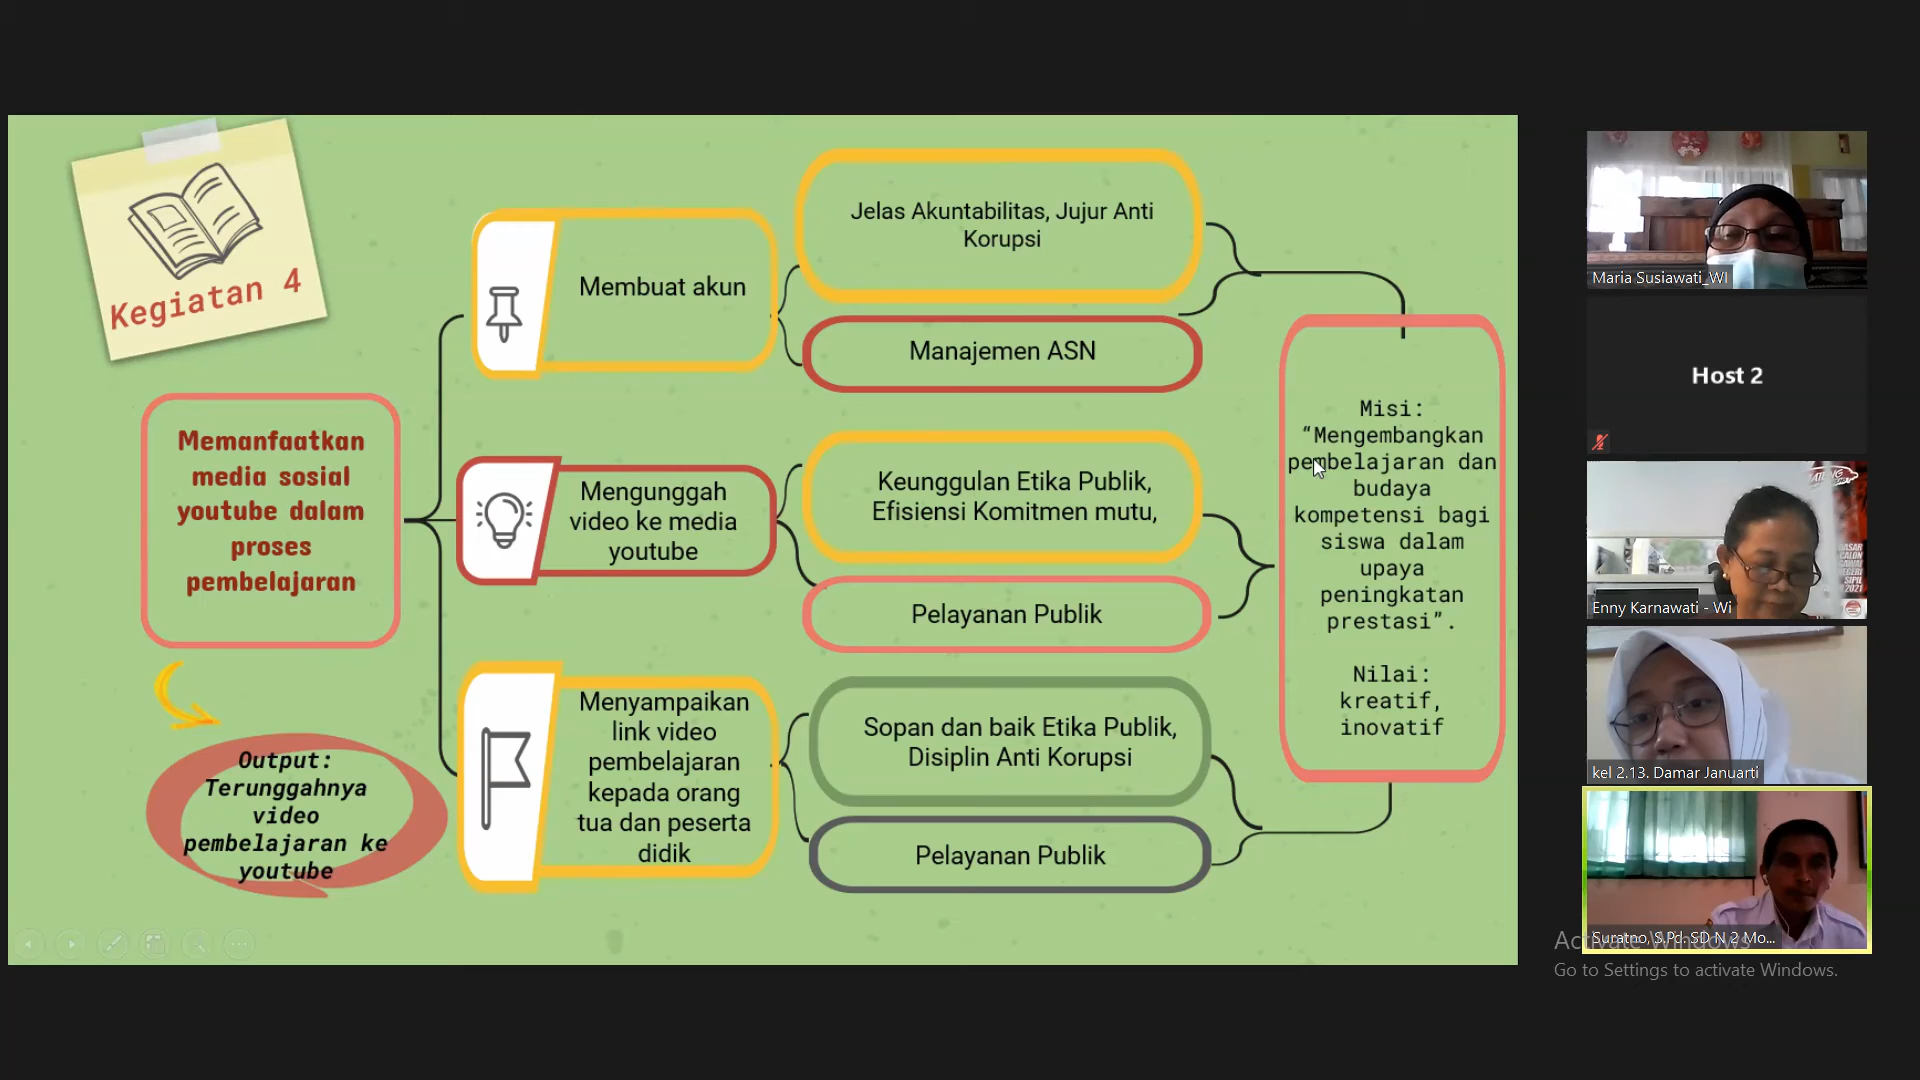 Kegiatan 4
Memanfaatkan
media sosial
youtube dalam
proses
pembelajaran
Output:
Terunggahnya
video
pembelajaran ke
youtube
Membuat akun
Jelas Akuntabilitas, Jujur Anti
Korupsi
Manajemen ASN
Mengunggah
video ke media
youtube
Keunggulan Etika Publik,
Efisiensi Komitmen mutu,
Pelayanan Publik
Menyampaikan
link video
pembelajaran
kepada orang
tua dan peserta
didik
Sopan dan baik Etika Publik,
Disiplin Anti Korupsi
Pelayanan Publik
Misi:
“Mengembangkan
pembelajaran dan
budaya
kompetensi bagi
siswa dalam
upaya
peningkatan
prestasi”.
Nilai:
kreatif,
inovatif
Maria Susiawati_WI
Host 2
Enny Karnawati - Wi
kel 2.13. Damar Januarti
Suratno, S.Pd. SD N 2 Mo...
Activate Windows
Go to Settings to activate Windows.